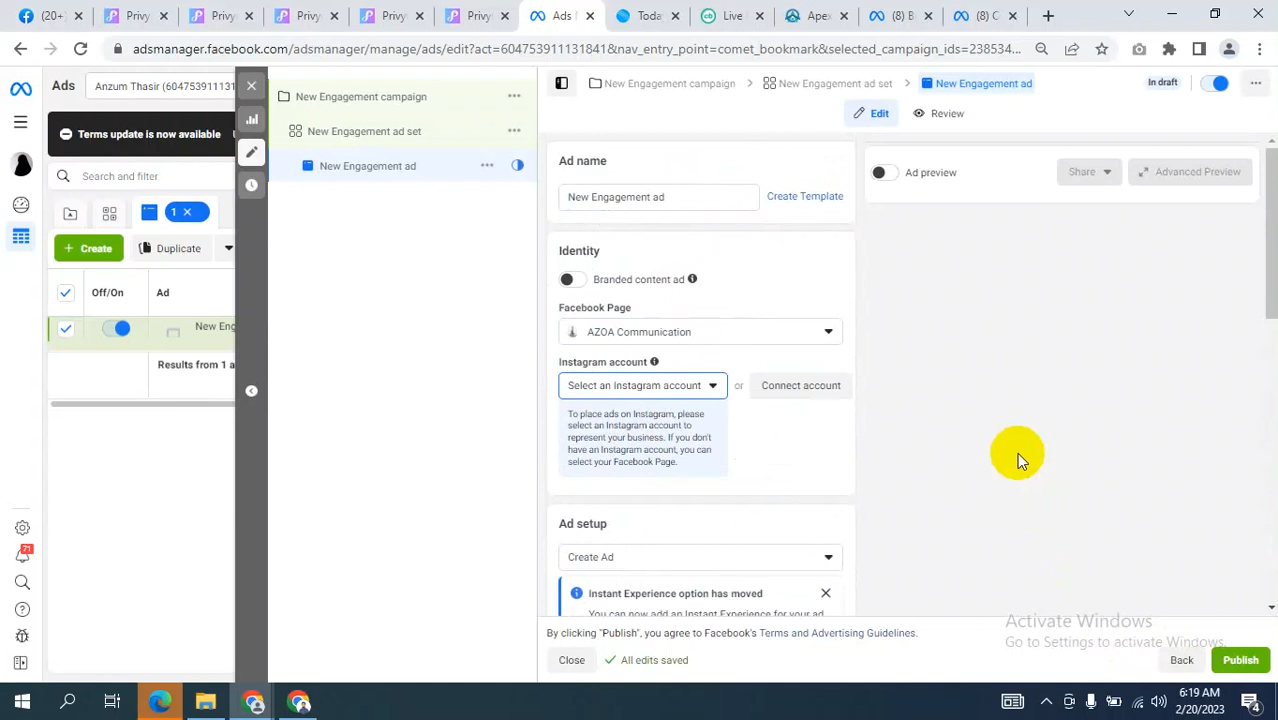 (20+
Privy
Privy
Privy
Privy
Privy
Ads
Today
Live
Apex
(8) B
(8) C
adsmanager.facebook.com/adsmanager/manage/ads/edit?act=604753911131841&nav_entry_point=comet_bookmark&selected_campaign_ids=238534...
Ads
Anzum Thasir (6047539111131
Terms update is now available
Search and filter
1
Create
Duplicate
Off/On
Ad
New Eng
Results from 1 a
New Engagement campaign
New Engagement ad set
New Engagement ad
New Engagement campaign
New Engagement ad set
New Engagement ad
In draft
Edit
Review
Ad name
New Engagement ad
Create Template
Identity
Branded content ad
Facebook Page
AZOA Communication
Instagram account
Select an Instagram account
or
Connect account
To place ads on Instagram, please
select an Instagram account to
represent your business. If you don't
have an Instagram account, you can
select your Facebook Page.
Ad setup
Create Ad
Instant Experience option has moved
You can now add an Instant Experience for your ad
Ad preview
Share
Advanced Preview
By clicking "Publish", you agree to Facebook's Terms and Advertising Guidelines.
Close
All edits saved
Back
Publish
Activate Windows
Go to Settings to activate Windows.
71
6:19 AM
2/20/2023
4